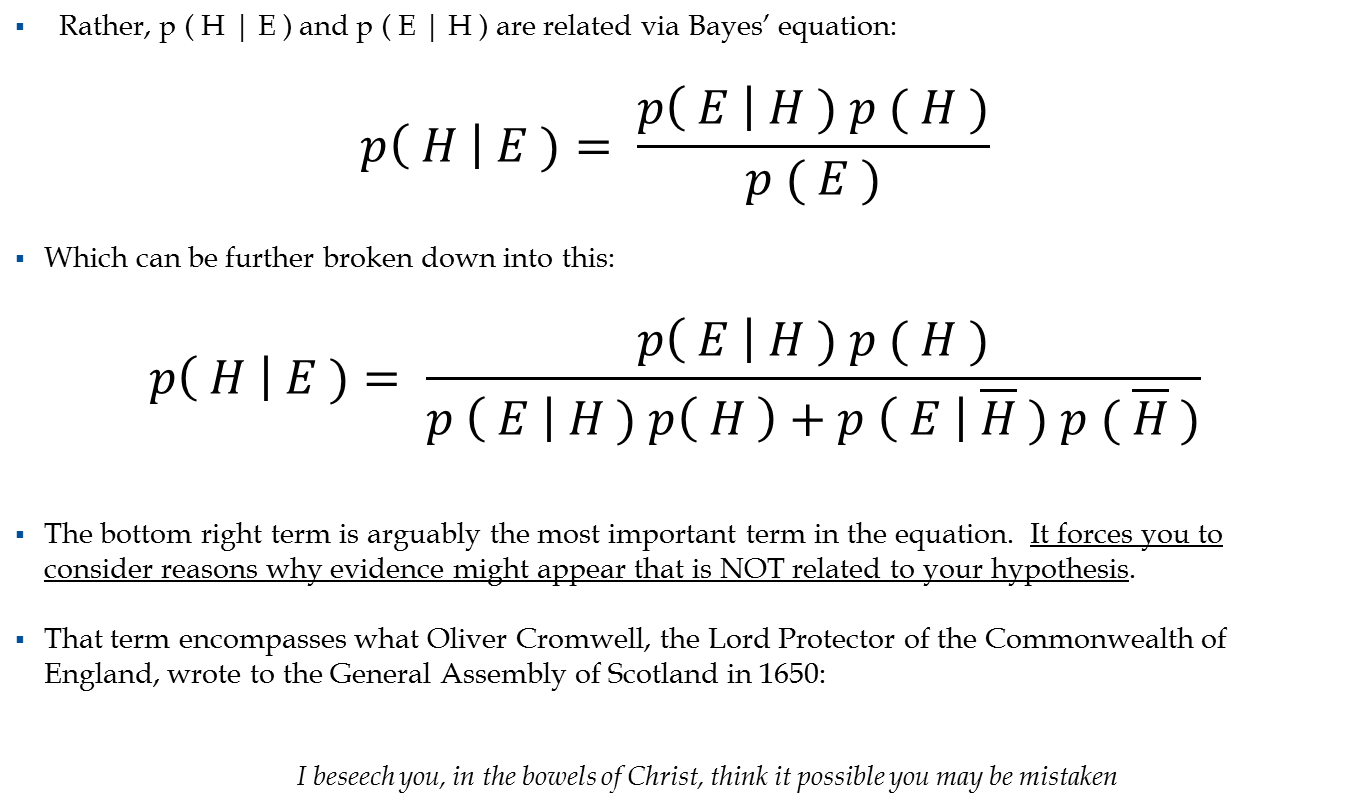 ▪ Rather, p ( H | E ) and p ( E | H ) are related via Bayes’ equation:
p( H | E ) = p( E | H ) p ( H ) / p ( E )
▪ Which can be further broken down into this:
p( H | E ) = p( E | H ) p ( H ) / p ( E | H ) p( H ) + p ( E | H̅ ) p ( H̅ )
▪ The bottom right term is arguably the most important term in the equation. It forces you to
consider reasons why evidence might appear that is NOT related to your hypothesis.
▪ That term encompasses what Oliver Cromwell, the Lord Protector of the Commonwealth of
England, wrote to the General Assembly of Scotland in 1650:
I beseech you, in the bowels of Christ, think it possible you may be mistaken